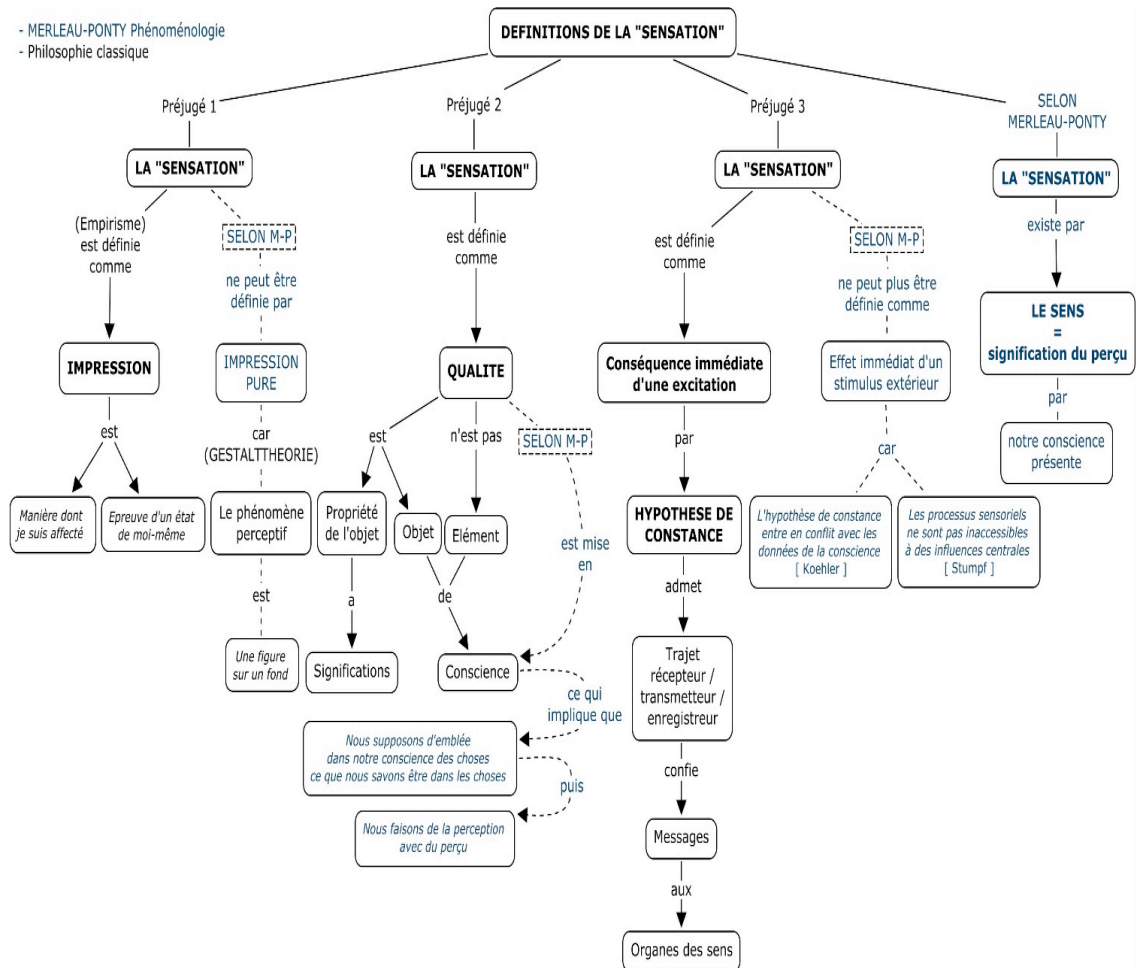 - MERLEAU-PONTY Phénoménologie
- Philosophie classique
DEFINITIONS DE LA "SENSATION"
Préjugé 1
LA "SENSATION"
(Empirisme)
est définie
comme
IMPRESSION
est
Manière dont
je suis affecté
Epreuve d'un état
de moi-même
SELON M-P
ne peut être
définie par
IMPRESSION
PURE
car
(GESTALTTHEORIE)
Le phénomène
perceptif
est
Une figure
sur un fond
Préjugé 2
LA "SENSATION"
est définie
comme
QUALITE
est
Propriété
de l'objet
a
Significations
Objet
n'est pas
Elément
de
Conscience
SELON M-P
est mise
en
ce qui
implique que
Nous supposons d'emblée
dans notre conscience des choses
ce que nous savons être dans les choses
puis
Nous faisons de la perception
avec du perçu
Préjugé 3
LA "SENSATION"
est définie
comme
Conséquence immédiate
d'une excitation
par
HYPOTHESE DE
CONSTANCE
admet
Trajet
récepteur /
transmetteur /
enregistreur
confie
Messages
aux
Organes des sens
SELON M-P
ne peut plus être
définie comme
Effet immédiat d'un
stimulus extérieur
car
L'hypothèse de constance
entre en conflit avec les
données de la conscience
[ Koehler ]
Les processus sensoriels
ne sont pas inaccessibles
à des influences centrales
[ Stumpf ]
SELON
MERLEAU-PONTY
LA "SENSATION"
existe par
LE SENS
=
signification du perçu
par
notre conscience
présente